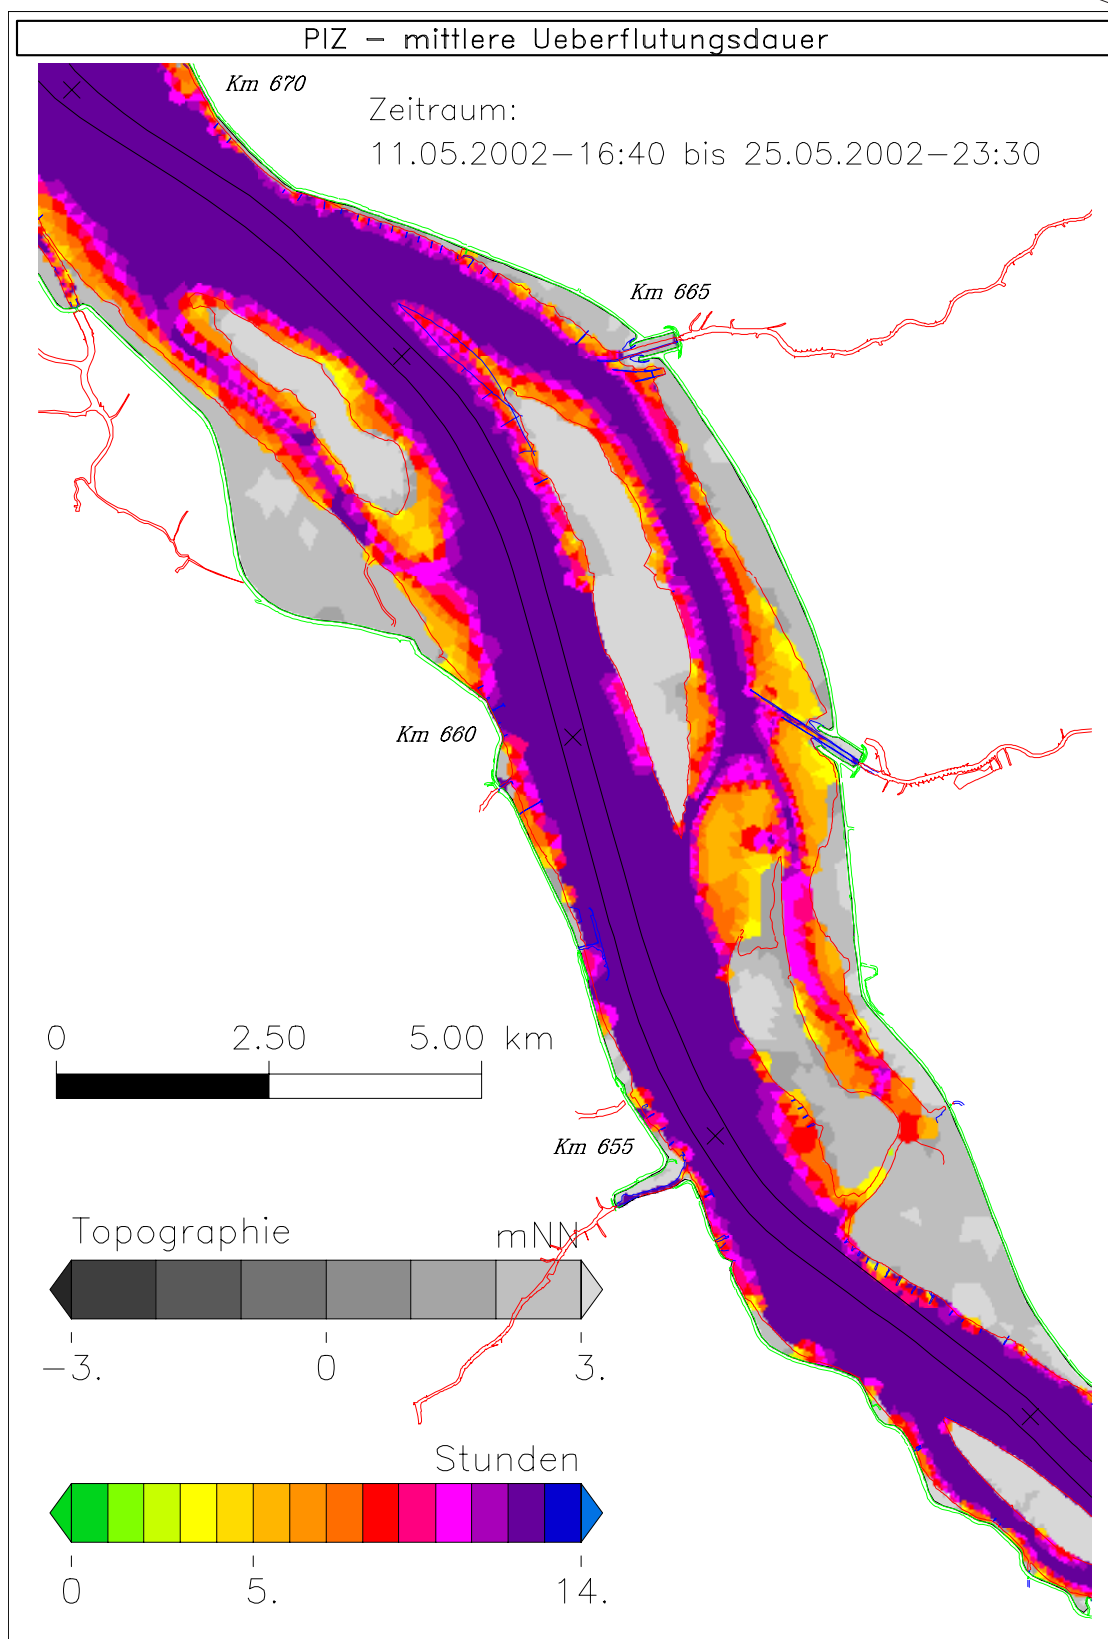 PIZ - mittlere Ueberflutungsdauer
Km 670
Zeitraum:
11.05.2002-16:40 bis 25.05.2002-23:30
Km 665
Km 660
0 2.50 5.00 km
Km 655
Topographie mNN
-3. 0 3.
Stunden
0 5. 14.